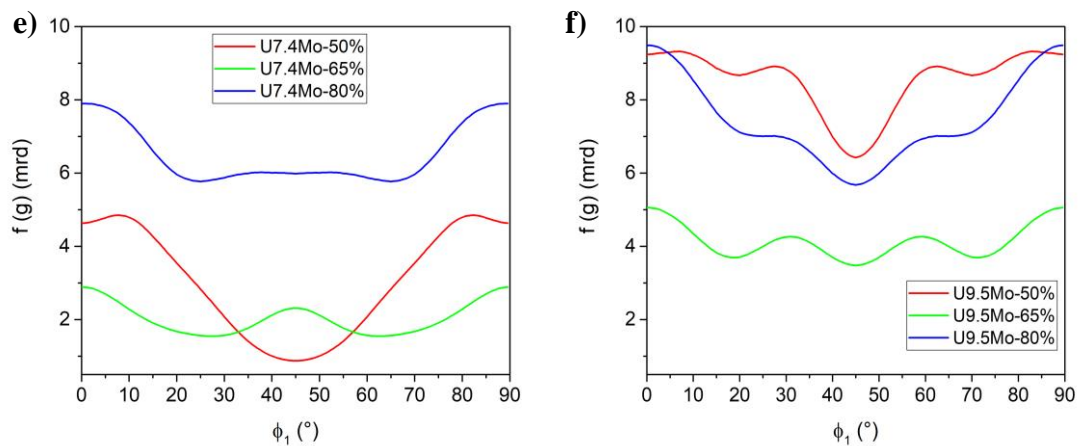 e)
10
8
6
4
2
f (g) (mrd)
U7.4Mo-50%
U7.4Mo-65%
U7.4Mo-80%
0 10 20 30 40 50 60 70 80 90
ϕ1 (°)
f)
10
8
6
4
2
f (g) (mrd)
U9.5Mo-50%
U9.5Mo-65%
U9.5Mo-80%
0 10 20 30 40 50 60 70 80 90
ϕ1 (°)